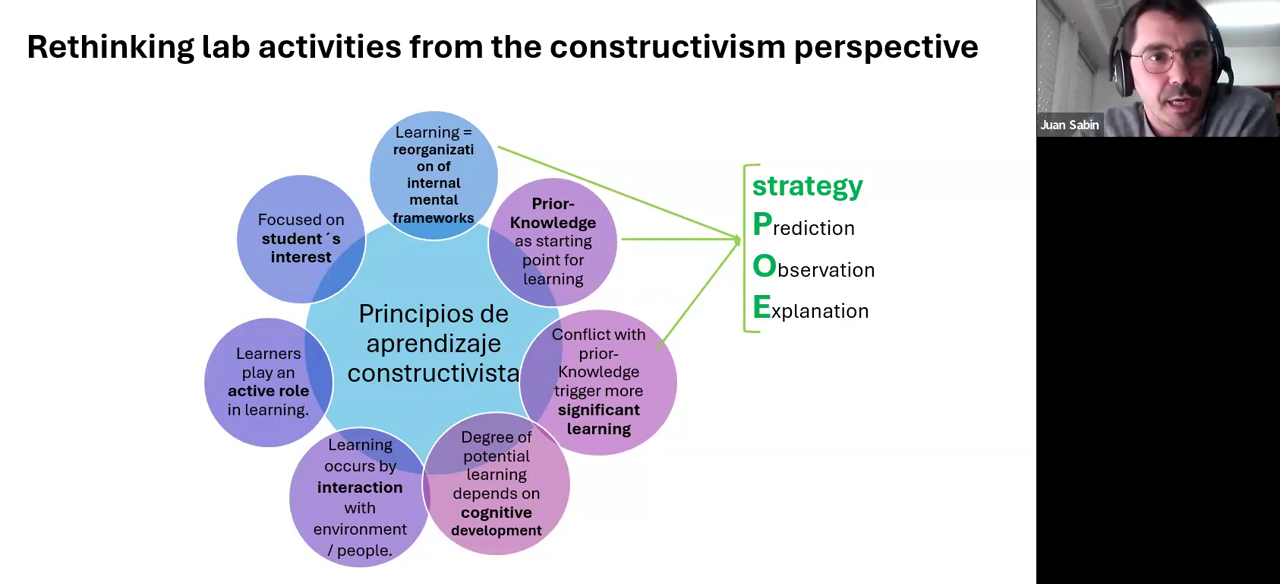 Rethinking lab activities from the constructivism perspective
Juan Sabin
Learning =
reorganizati
on of
internal
mental
frameworks
Prior-
Knowledge
as starting
point for
learning
Conflict with
prior-
Knowledge
trigger more
significant
learning
Degree of
potential
learning
depends on
cognitive
development
Learning
occurs by
interaction
with
environment
/ people.
Learners
play an
active role
in learning.
Focused on
student´s
interest
Principios de
aprendizaje
constructivista
strategy
Prediction
Observation
Explanation